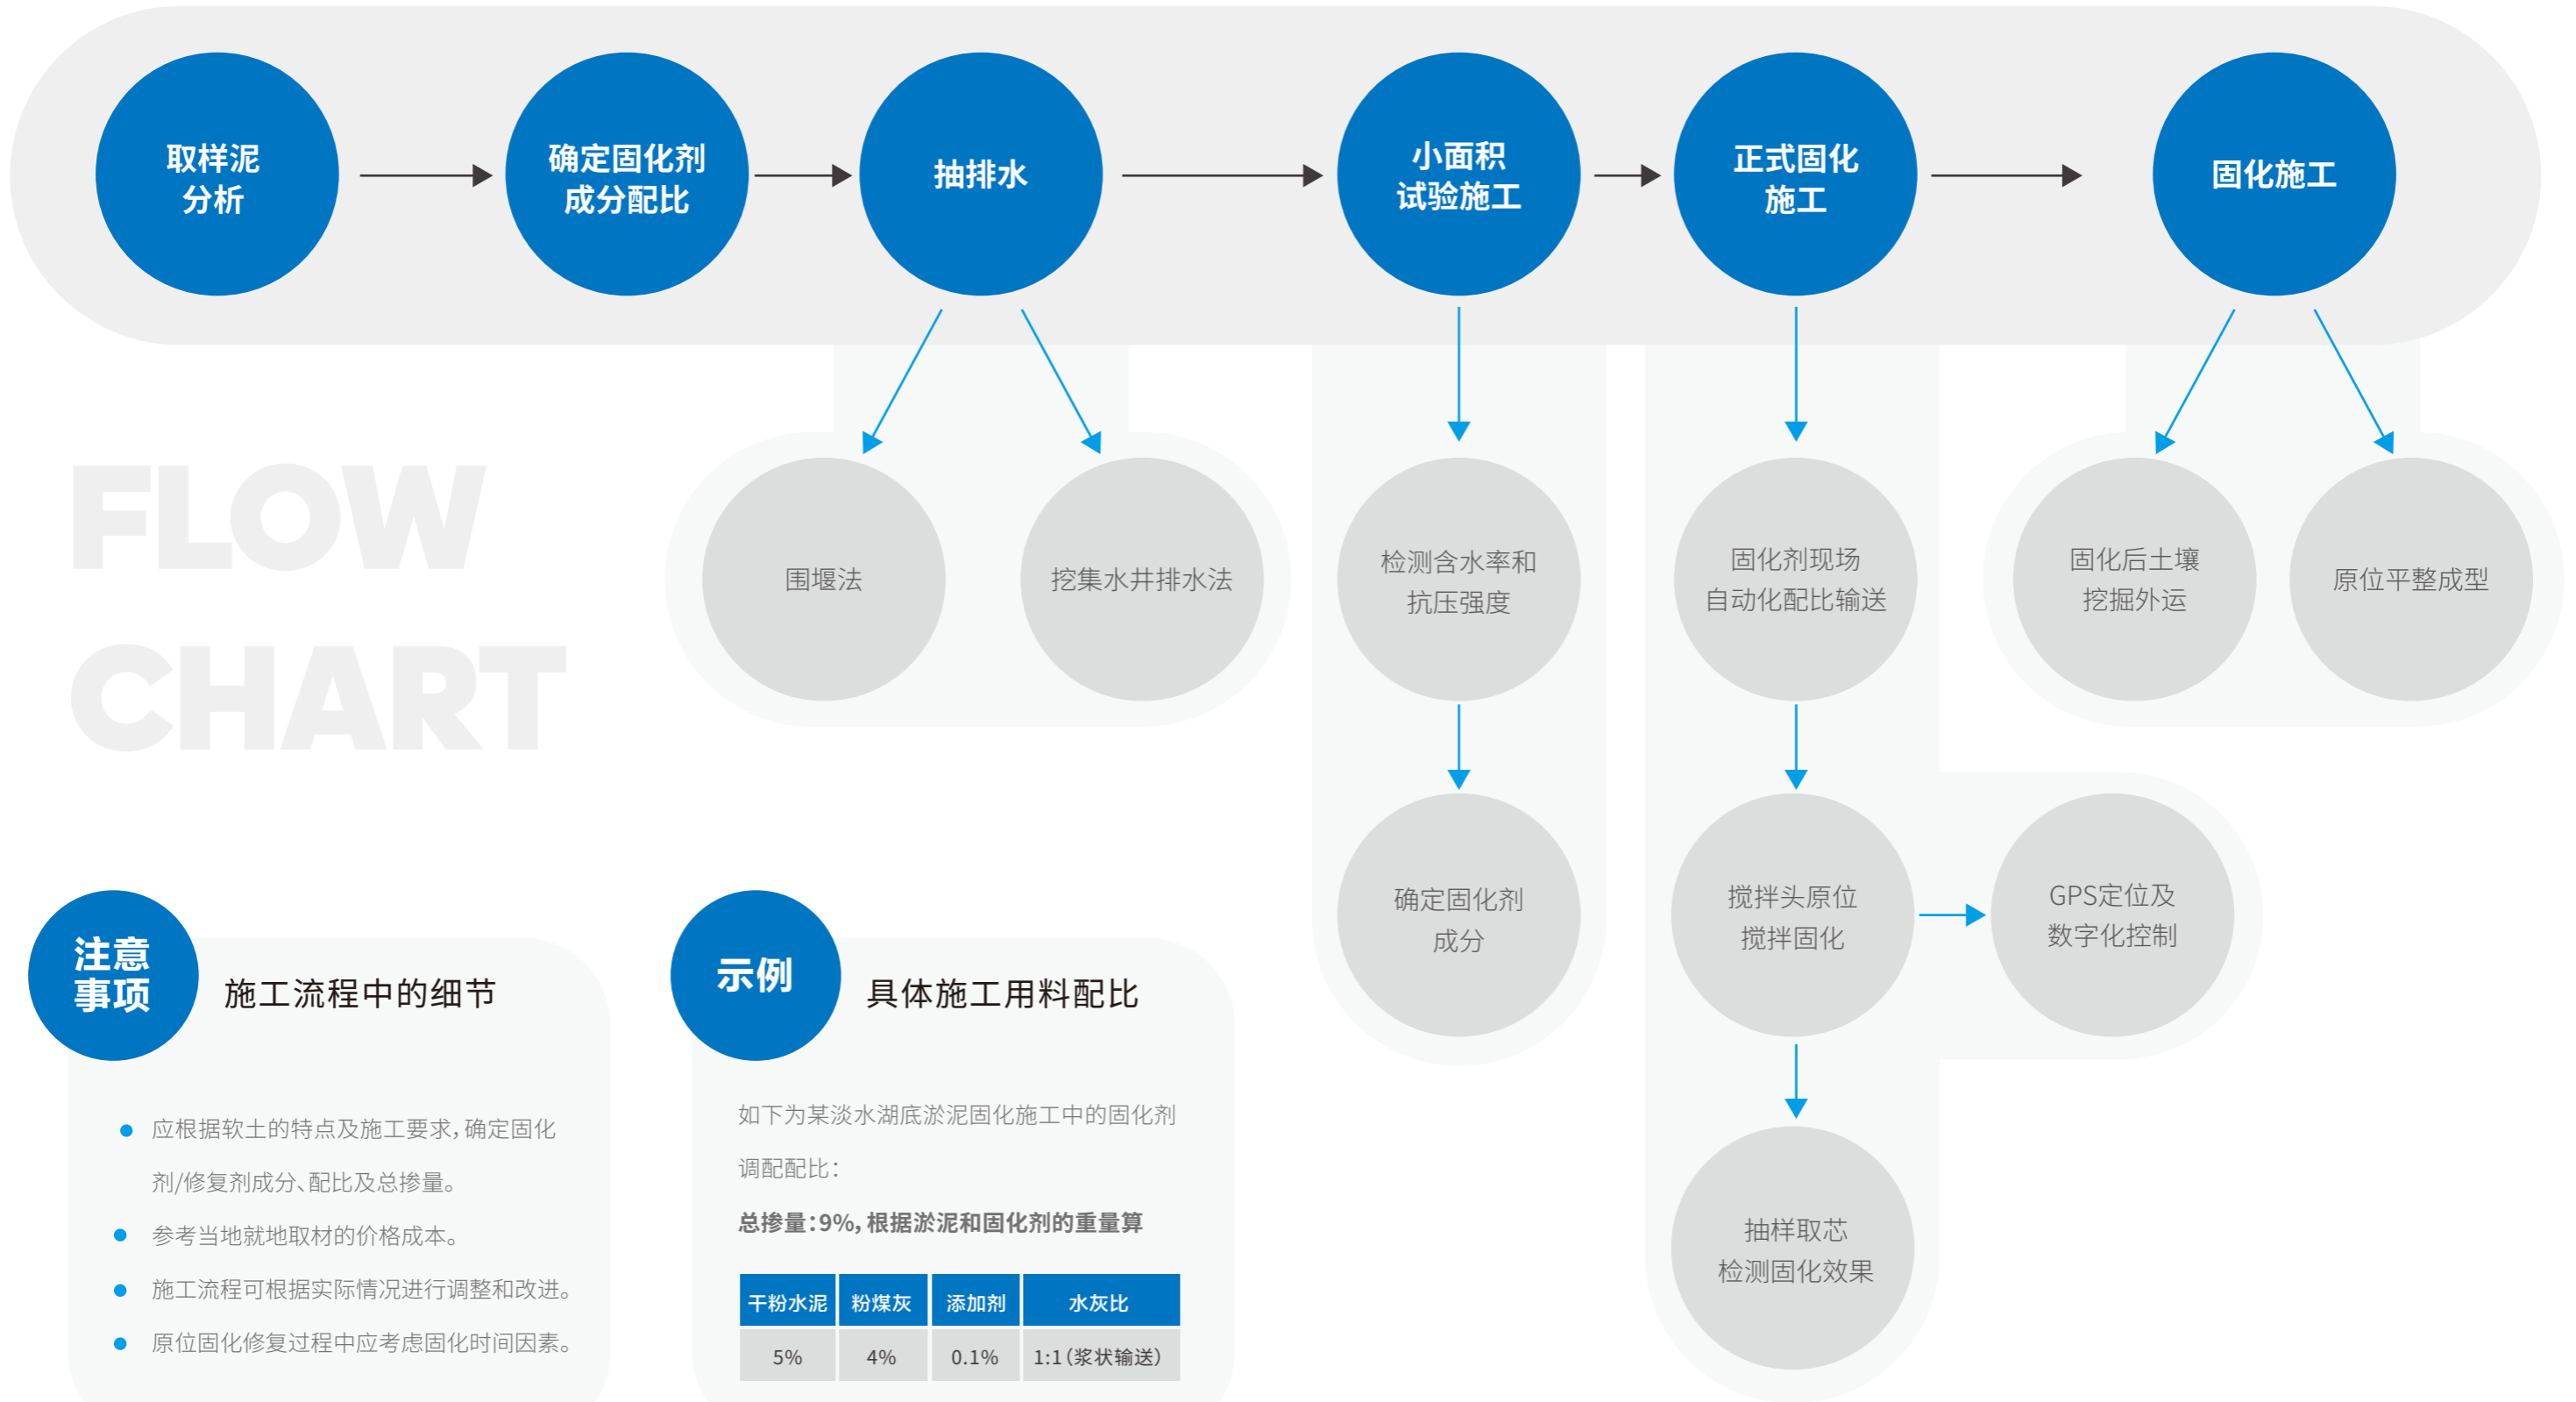 取样泥
分析
确定固化剂
成分配比
抽排水
小面积
试验施工
正式固化
施工
固化施工
FLOW
CHART
围堰法
挖集水井排水法
检测含水率和
抗压强度
固化剂现场
自动化配比输送
固化后土壤
挖掘外运
原位平整成型
确定固化剂
成分
搅拌头原位
搅拌固化
GPS定位及
数字化控制
抽样取芯
检测固化效果
注意
事项
施工流程中的细节
应根据软土的特点及施工要求，确定固化
剂/修复剂成分、配比及总掺量。
参考当地就地取材的价格成本。
施工流程可根据实际情况进行调整和改进。
原位固化修复过程中应考虑固化时间因素。
示例
具体施工用料配比
如下为某淡水湖底淤泥固化施工中的固化剂
调配配比：
总掺量：9%，根据淤泥和固化剂的重量算
干粉水泥 粉煤灰 添加剂 水灰比
5% 4% 0.1% 1:1（浆状输送）